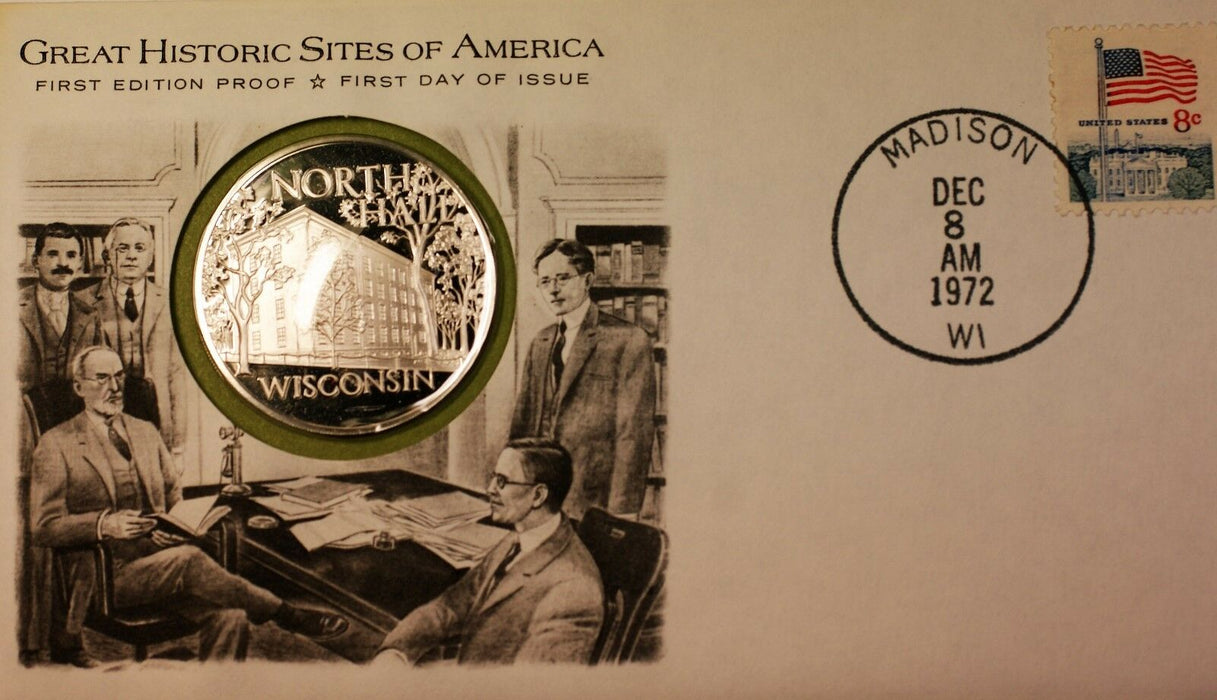 GREAT HISTORIC SITES OF AMERICA
FIRST EDITION PROOF ☆ FIRST DAY OF ISSUE
NORTH
HALL
WISCONSIN
UNITED STATES 8c
MADISON
DEC
8
AM
1972
WI